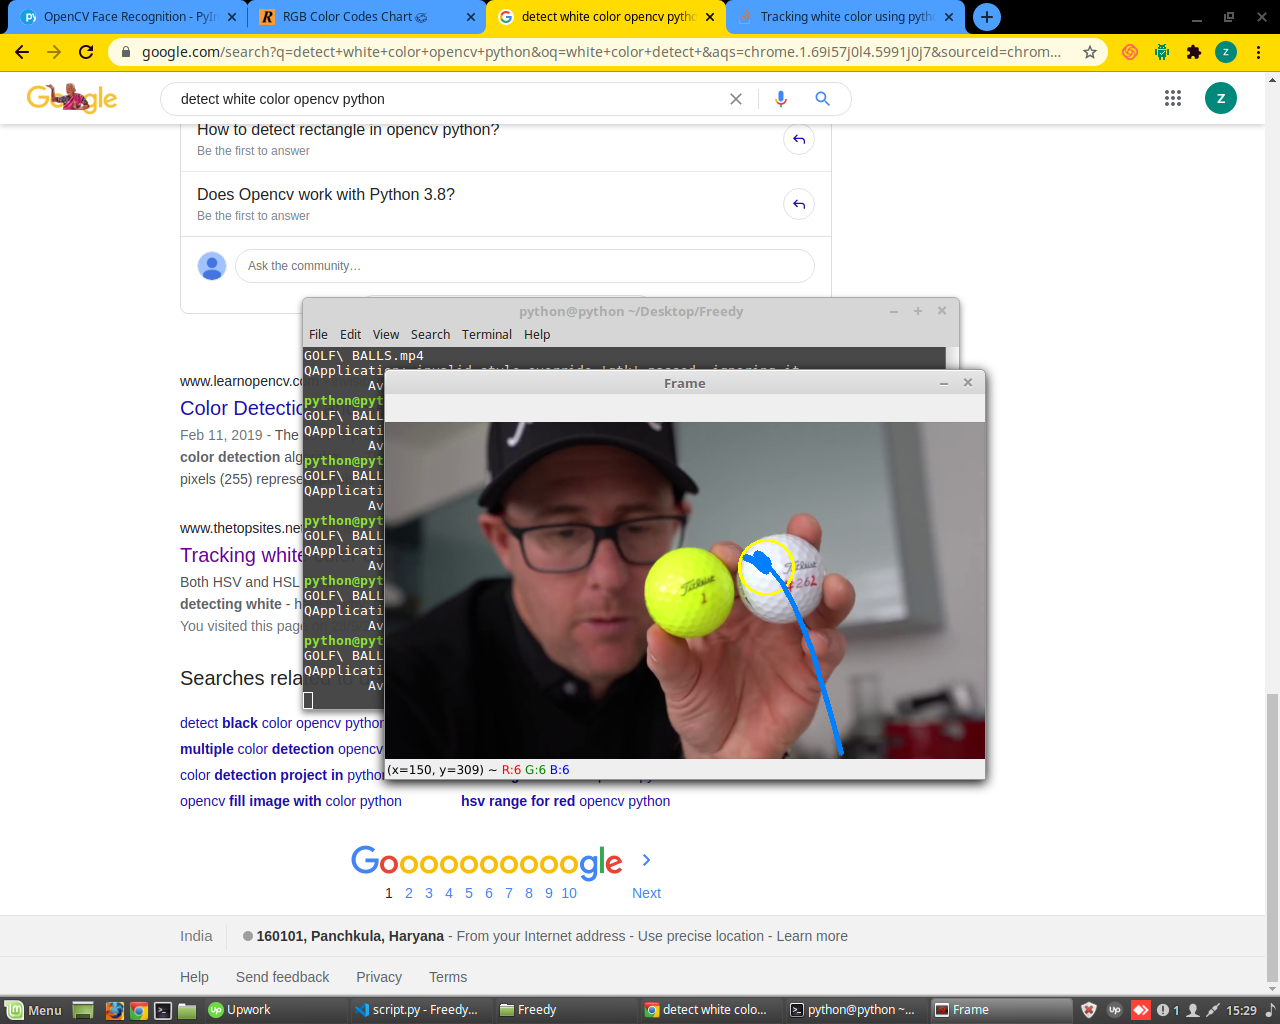 OpenCV Face Recognition - PyI
RGB Color Codes Chart
detect white color opencv pytho
Tracking white color using pytho
google.com/search?q=detect+white+color+opencv+python&oq=white+color+detect+&aqs=chrome.1.69i57j0l4.5991j0j7&sourceid=chrom...
Z
Google
detect white color opencv python
Z
How to detect rectangle in opencv python?
Be the first to answer
Does Opencv work with Python 3.8?
Be the first to answer
Ask the community...
python@python ~/Desktop/Freedy
File Edit View Search Terminal Help
GOLF\ BALLS.mp4
QApplication: invalid style override 'gtk' passed, ignoring it.
Av
python@pyt
GOLF\ BALL
QApplicati
Av
python@pyt
GOLF\ BALL
QApplicati
Av
python@pyt
GOLF\ BALL
QApplicati
Av
python@pyt
GOLF\ BALL
QApplicati
Av
python@pyt
GOLF\ BALL
QApplicati
Av
Frame
Titleist
1
Titleist
4262
(x=150, y=309) ~ R:6 G:6 B:6
www.learnopencv.co
Color Detectio
Feb 11, 2019 - The
color detection alg
pixels (255) represe
www.thetopsites.ne
Tracking whit
Both HSV and HSL
detecting white - h
You visited this page
Searches rela
detect black color opencv python
multiple color detection opencv
color detection project in python
opencv fill image with color python
hsv range for red opencv python
Goooooooooogle
1 2 3 4 5 6 7 8 9 10 Next
India
160101, Panchkula, Haryana - From your Internet address - Use precise location - Learn more
Help Send feedback Privacy Terms
Menu
Upwork
script.py - Freedy...
Freedy
detect white colo...
python@python ~...
Frame
1
15:29